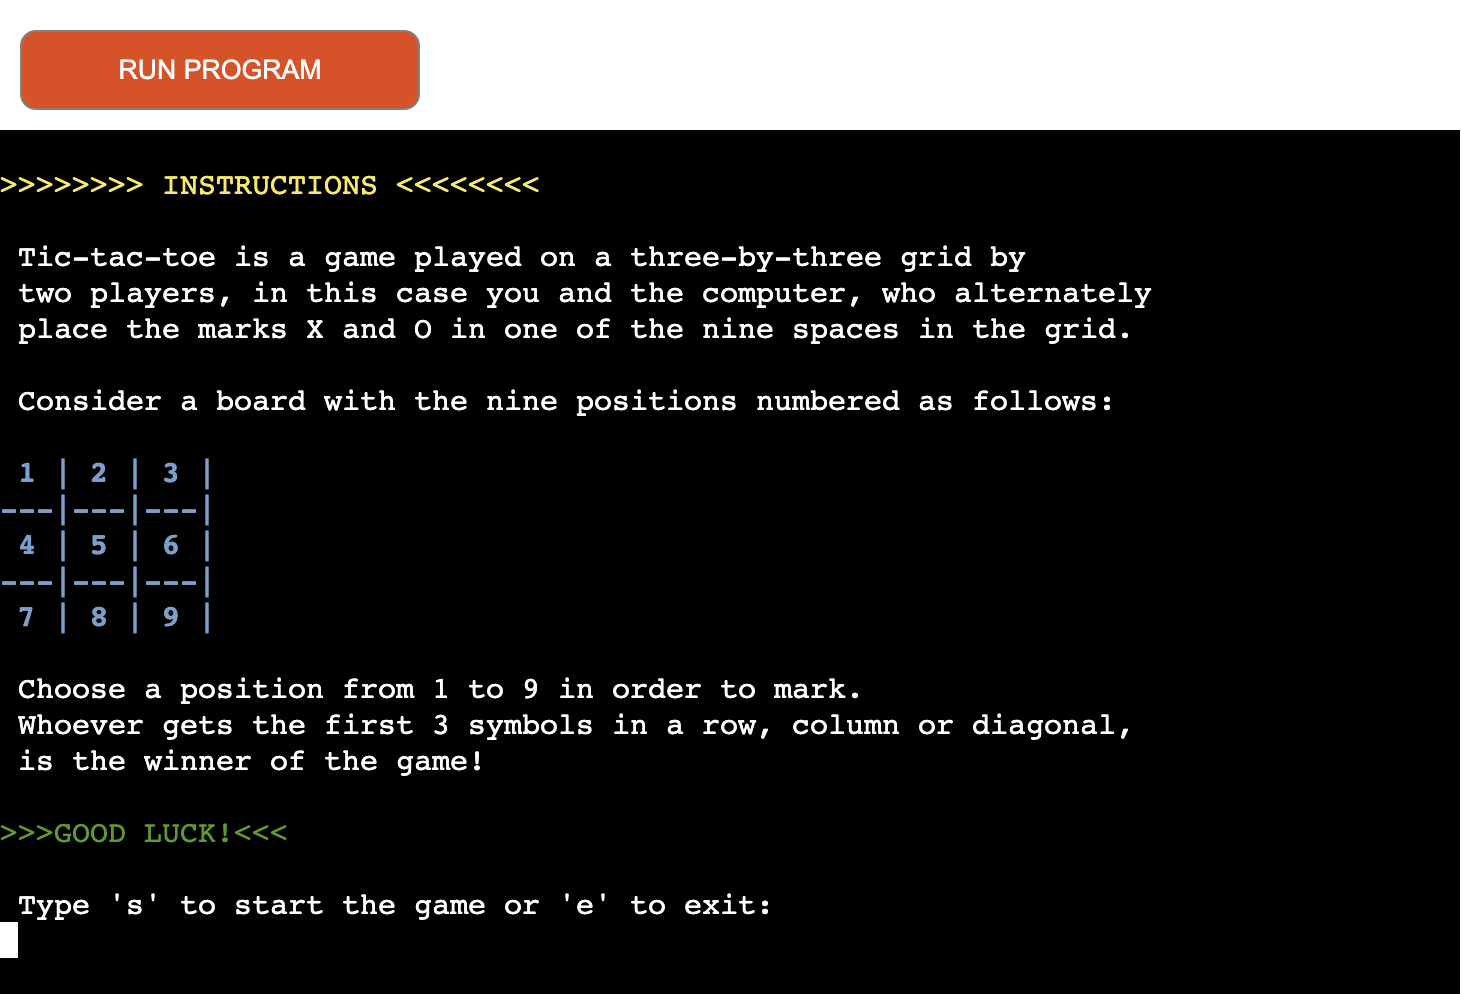 RUN PROGRAM
>>>>>>>> INSTRUCTIONS <<<<<<<<
Tic-tac-toe is a game played on a three-by-three grid by
two players, in this case you and the computer, who alternately
place the marks X and O in one of the nine spaces in the grid.
Consider a board with the nine positions numbered as follows:
 1 | 2 | 3 |
---|---|---|
 4 | 5 | 6 |
---|---|---|
 7 | 8 | 9 |
Choose a position from 1 to 9 in order to mark.
Whoever gets the first 3 symbols in a row, column or diagonal,
is the winner of the game!
>>>GOOD LUCK!<<<
Type 's' to start the game or 'e' to exit: